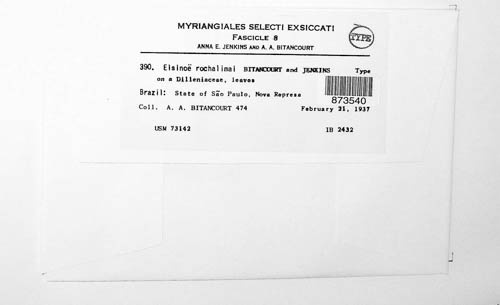 MYRIANGIALES SELECTI EXSICCATI
FASCICLE 8
ANNA E. JENKINS AND A. A. BITANCOURT
TYPE
390. Elsinoë rochalimai BITANCOURT and JENKINS Type
on a Dilleniaceae, leaves
873540
Brazil: State of São Paulo, Nova Represa
Coll. A. A. BITANCOURT 474 February 21, 1937
USM 73142 IB 2432